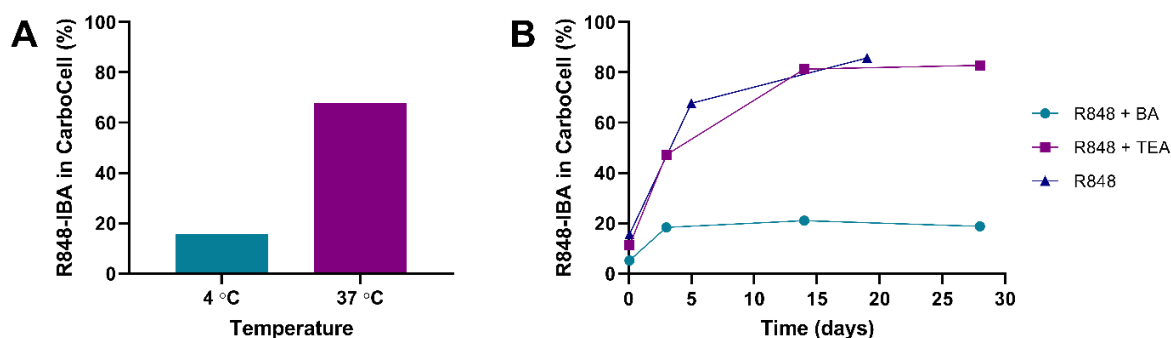 A
R848-IBA in CarboCell (%)
100
80
60
40
20
0
4 °C
37 °C
Temperature
B
R848-IBA in CarboCell (%)
100
80
60
40
20
0
0
5
10
15
20
25
30
Time (days)
R848 + BA
R848 + TEA
R848